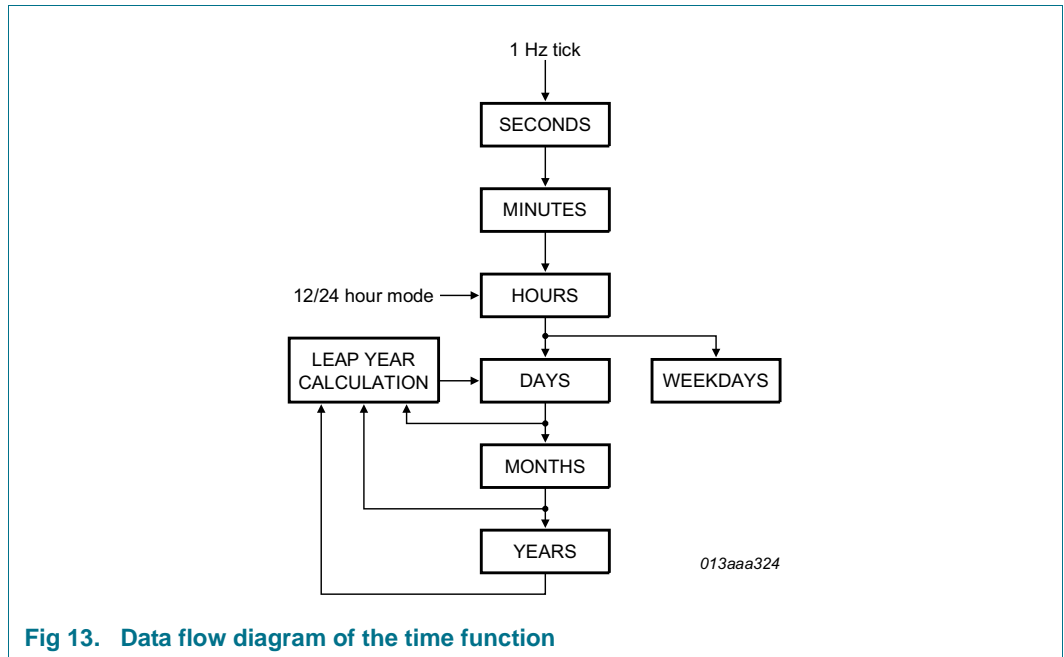 1 Hz tick
SECONDS
MINUTES
12/24 hour mode
HOURS
LEAP YEAR
CALCULATION
DAYS
WEEKDAYS
MONTHS
YEARS
013aaa324
Fig 13. Data flow diagram of the time function